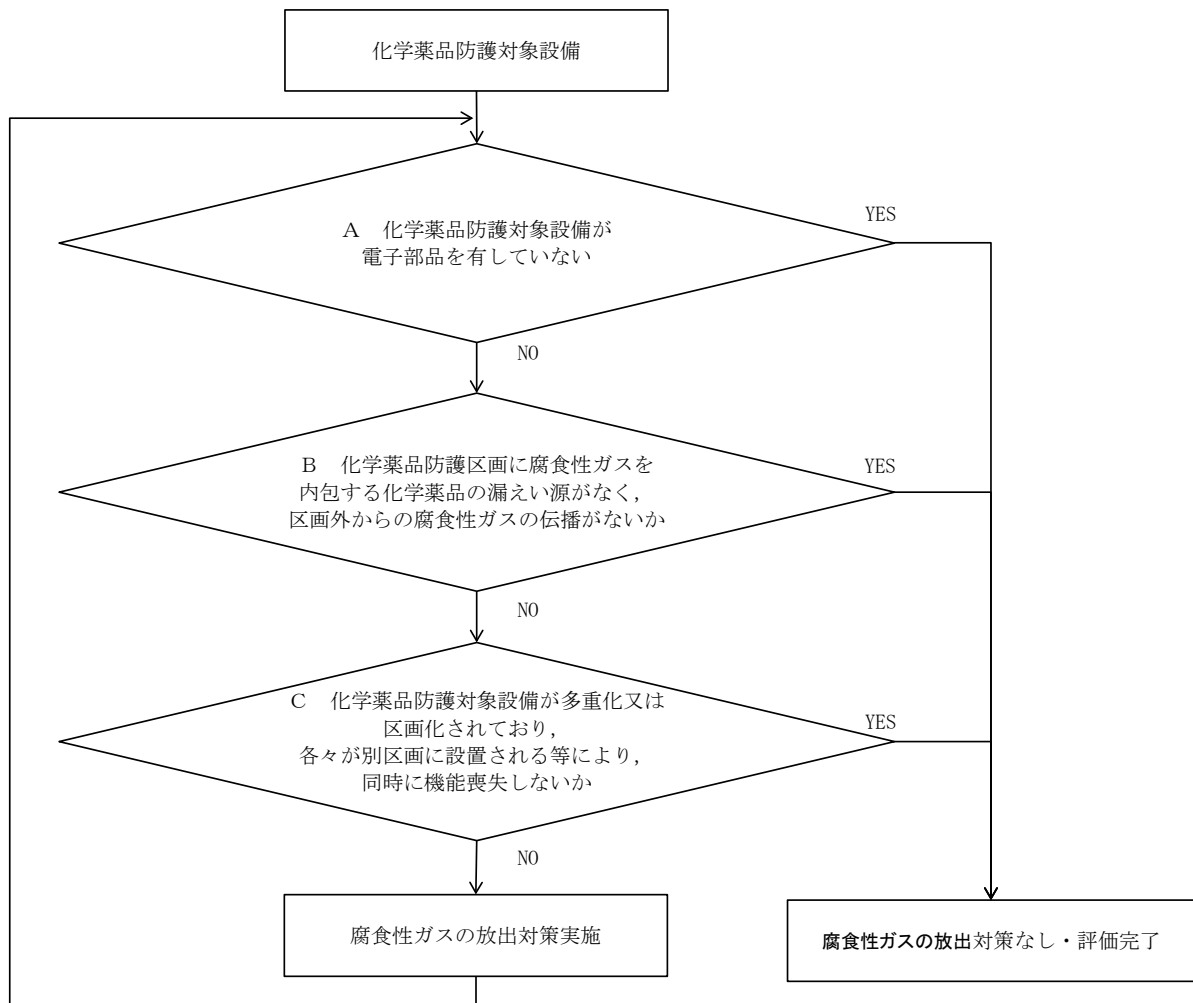 化学薬品防護対象設備
A　化学薬品防護対象設備が
電子部品を有していない
YES
NO
B　化学薬品防護区画に腐食性ガスを
内包する化学薬品の漏えい源がなく，
区画外からの腐食性ガスの伝播がないか
YES
NO
C　化学薬品防護対象設備が多重化又は
区画化されており，
各々が別区画に設置される等により，
同時に機能喪失しないか
YES
NO
腐食性ガスの放出対策実施
腐食性ガスの放出対策なし・評価完了